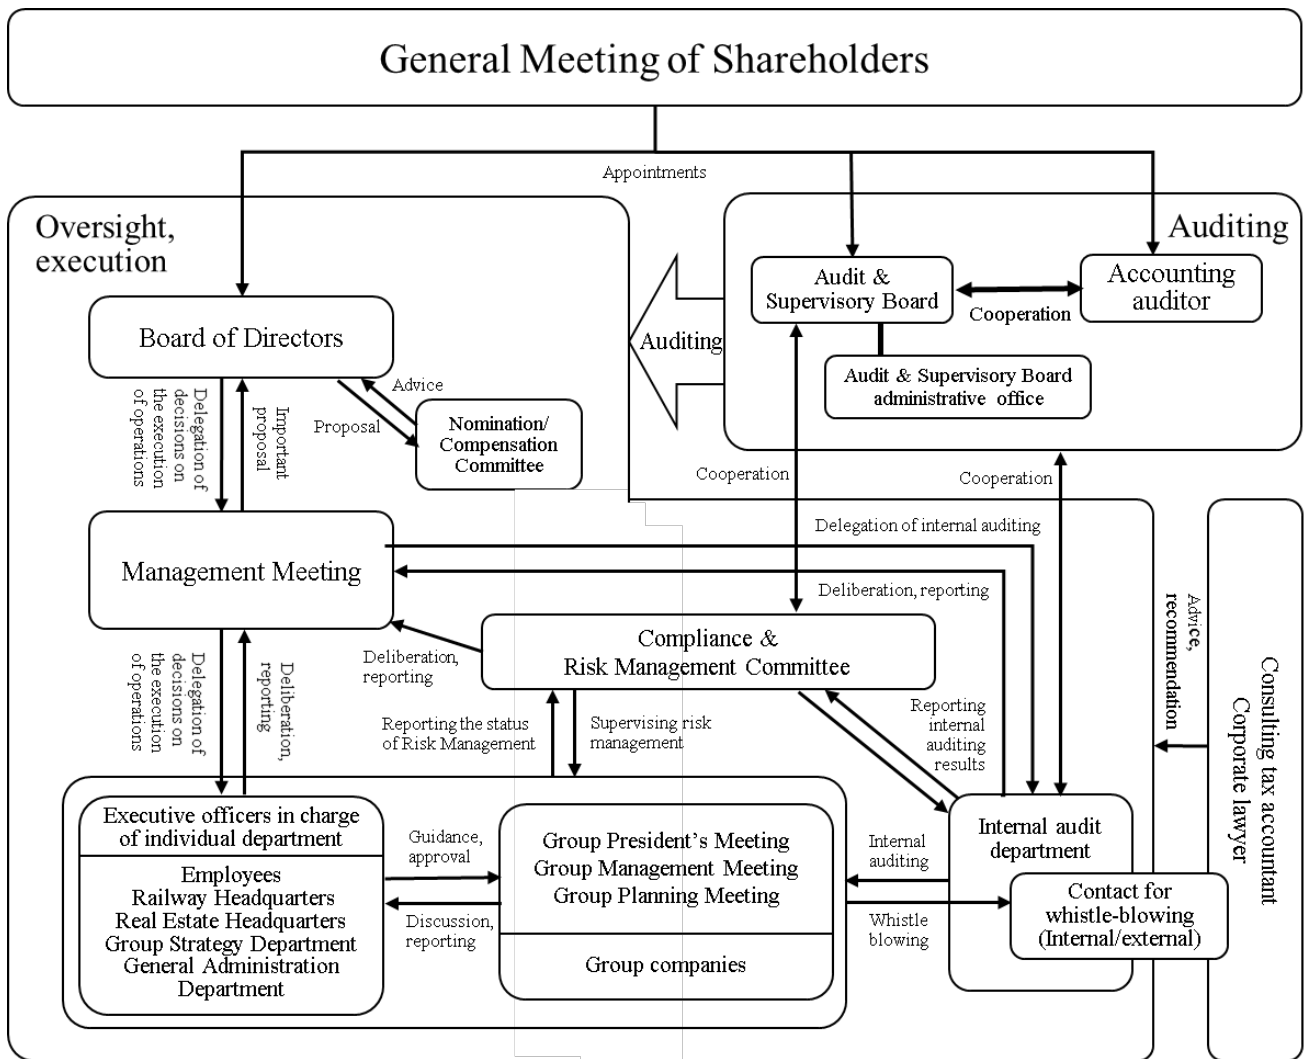 General Meeting of Shareholders
Appointments
Oversight,
execution
Auditing
Board of Directors
Audit &
Supervisory Board
Cooperation
Accounting
auditor
Auditing
Audit & Supervisory Board
administrative office
Delegation of
decisions on
the execution
of operations
Important
proposal
Advice
Proposal
Nomination/
Compensation
Committee
Cooperation
Cooperation
Management Meeting
Delegation of internal auditing
Deliberation, reporting
Compliance &
Risk Management Committee
Deliberation,
reporting
Delegation of
decisions on
the execution
of operations
Deliberation,
reporting
Reporting the status
of Risk Management
Supervising risk
management
Reporting
internal
auditing
results
Advice,
recommendation
Consulting tax accountant
Corporate lawyer
Executive officers in charge
of individual department
Employees
Railway Headquarters
Real Estate Headquarters
Group Strategy Department
General Administration
Department
Guidance,
approval
Discussion,
reporting
Group President’s Meeting
Group Management Meeting
Group Planning Meeting
Group companies
Internal
auditing
Whistle
blowing
Internal audit
department
Contact for
whistle-blowing
(Internal/external)